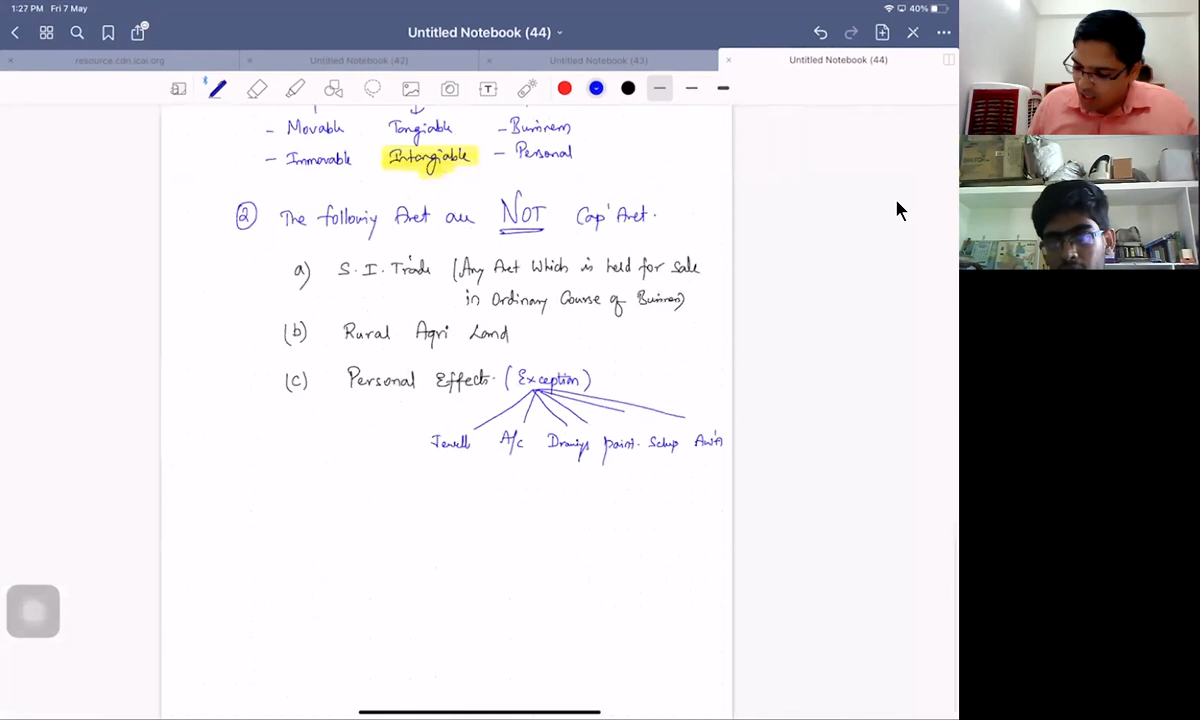 1:27 PM Fri 7 May
40%
Untitled Notebook (44)
resource.cdn.icai.org
Untitled Notebook (42)
Untitled Notebook (43)
Untitled Notebook (44)
T
- Movable Tangiable - Business
- Immovable Intangiable - Personal
② The following Asset are NOT Cap' Asset.
a) S. I. Trade (Any Asset Which is held for sale
in Ordinary Course of Business)
(b) Rural Agri Land
(c) Personal Effects. (Exception)
Jewell A/c Drawings paint. Sculp